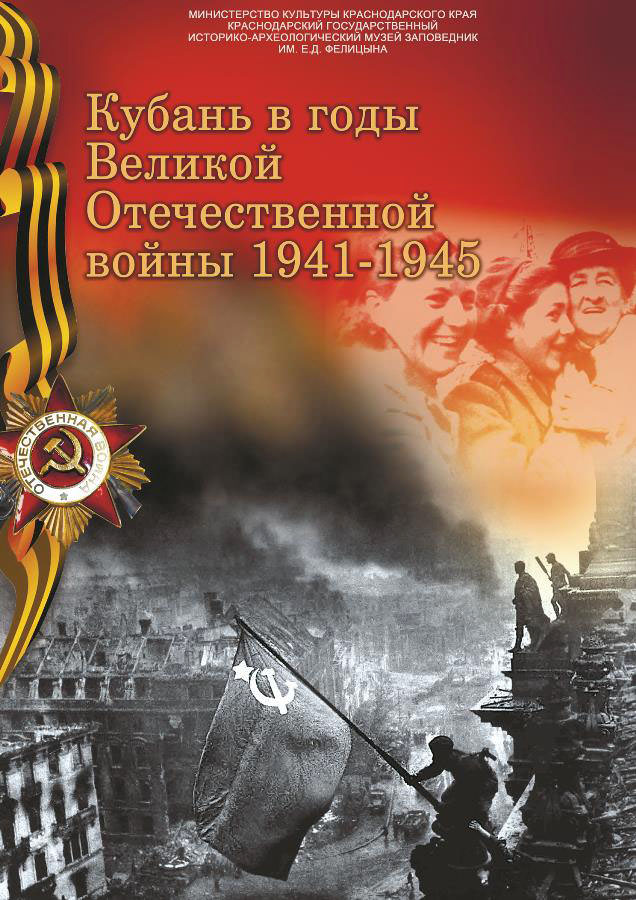 МИНИСТЕРСТВО КУЛЬТУРЫ КРАСНОДАРСКОГО КРАЯ
КРАСНОДАРСКИЙ ГОСУДАРСТВЕННЫЙ
ИСТОРИКО-АРХЕОЛОГИЧЕСКИЙ МУЗЕЙ ЗАПОВЕДНИК
ИМ. Е.Д. ФЕЛИЦЫНА
Кубань в годы
Великой
Отечественной
войны 1941-1945
ОТЕЧЕСТВЕННАЯ ВОЙНА